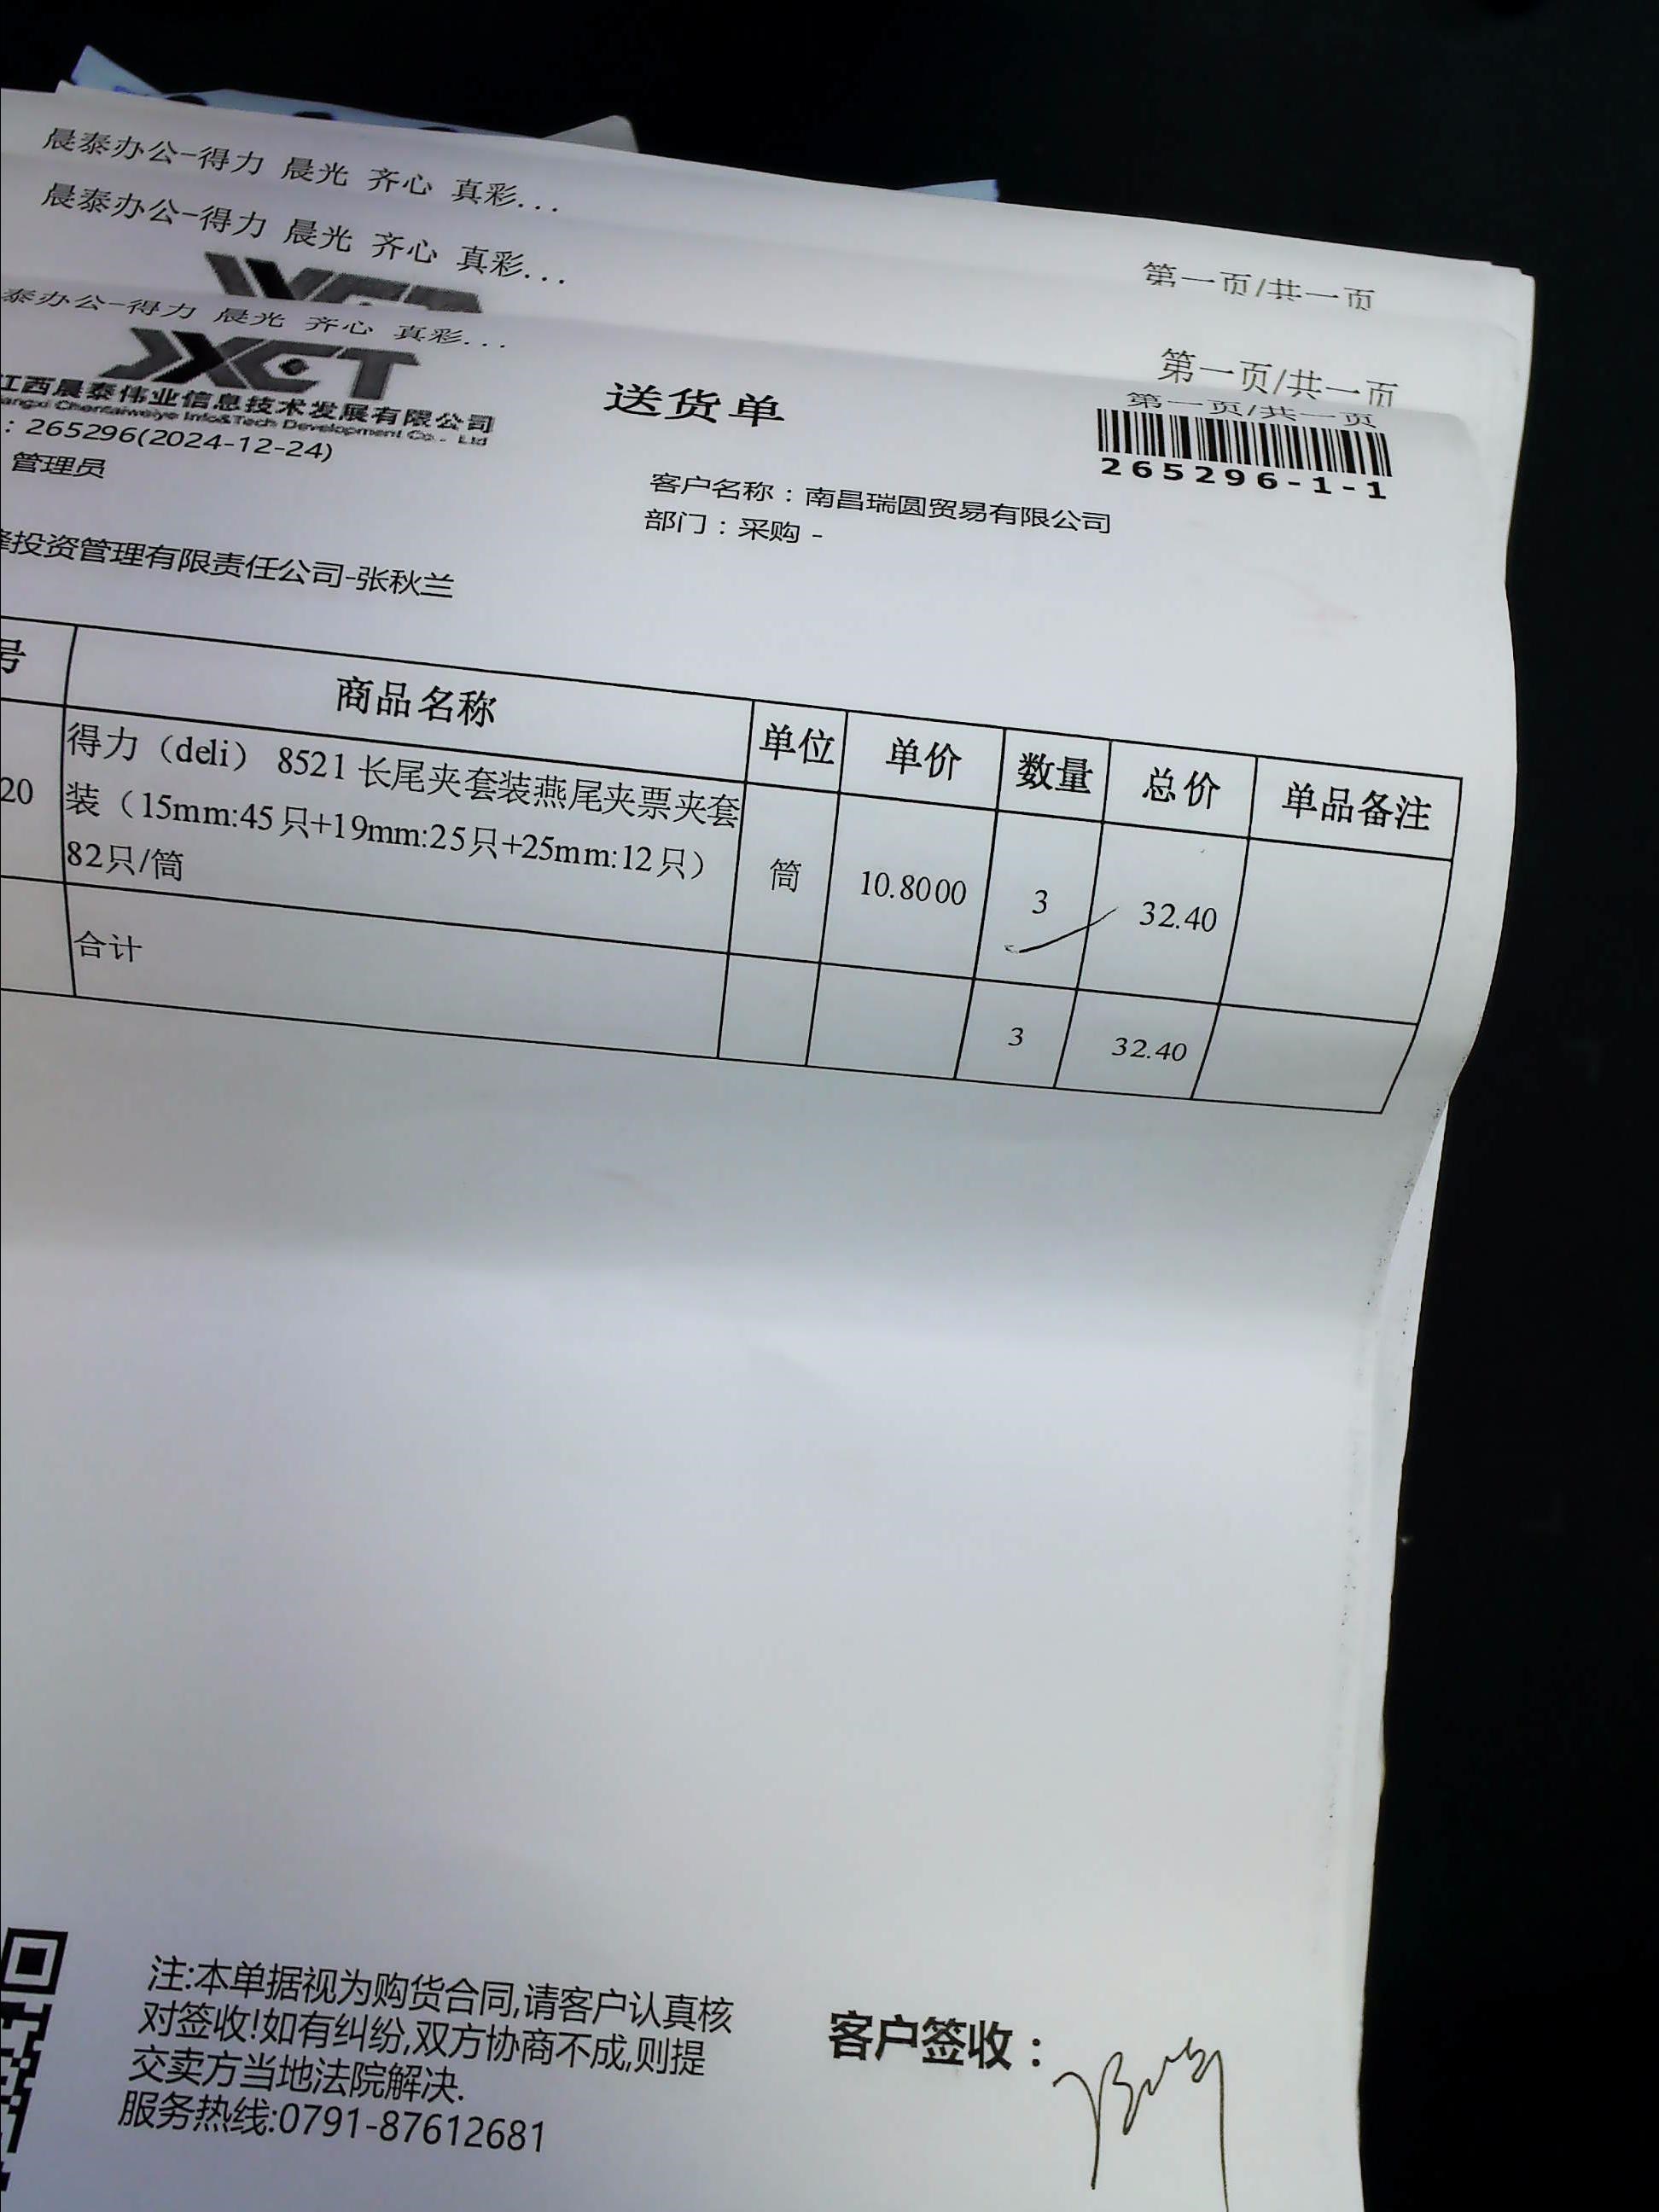 晨泰办公-得力 晨光 齐心 真彩...
第一页/共一页
晨泰办公-得力 晨光 齐心 真彩...
第一页/共一页
泰办公-得力 晨光 齐心 真彩...
第一页/共一页
JXCT
江西晨泰伟业信息技术发展有限公司
angxi Chentaiweiye Info&Tech Development Co., Ltd
送货单
265296-1-1
: 265296(2024-12-24)
管理员
客户名称：南昌瑞圆贸易有限公司
部门：采购 -
投资管理有限责任公司-张秋兰
号 商品名称 单位 单价 数量 总价 单品备注
20 得力（deli） 8521 长尾夹套装燕尾夹票夹套
装（15mm:45只+19mm:25只+25mm:12只）
82只/筒 筒 10.8000 3 32.40
合计 3 32.40
注:本单据视为购货合同,请客户认真核
对签收!如有纠纷,双方协商不成,则提
交卖方当地法院解决.
服务热线:0791-87612681
客户签收：